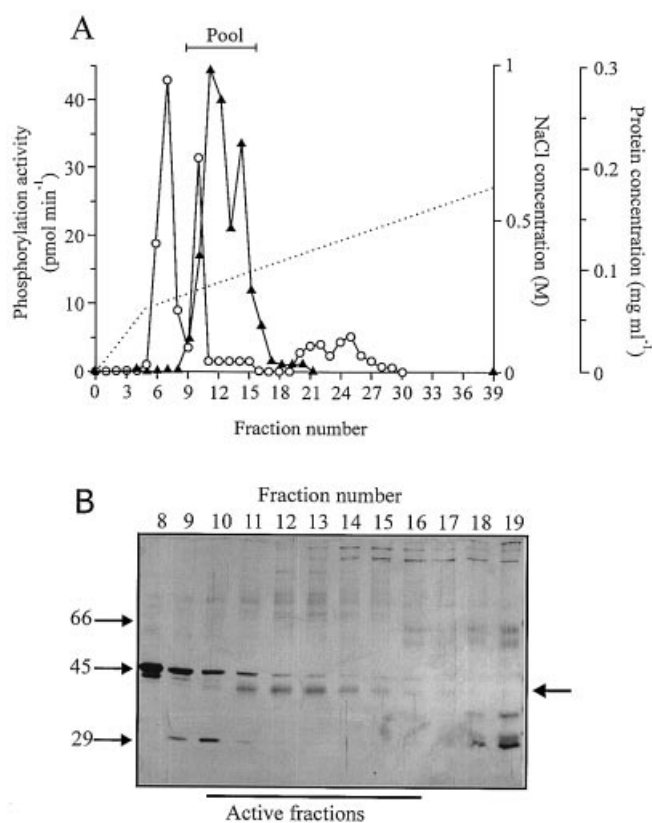 A
Pool
40
30
20
10
0
1
0.5
0
0.3
0.2
0.1
0
Phosphorylation activity
(pmol min⁻¹)
NaCl concentration (M)
Protein concentration (mg ml⁻¹)
0 3 6 9 12 15 18 21 24 27 30 33 36 39
Fraction number
B
Fraction number
8 9 10 11 12 13 14 15 16 17 18 19
66
45
29
Active fractions